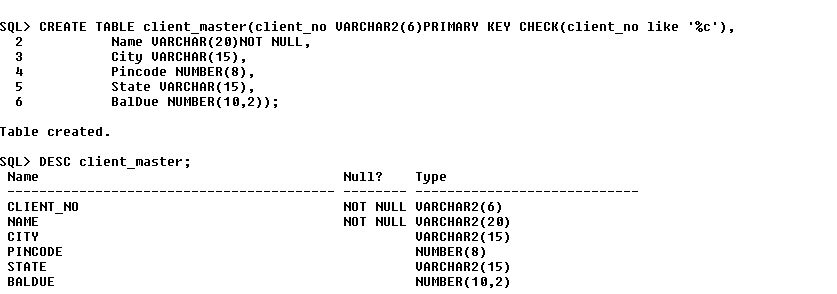 SQL> CREATE TABLE client_master(client_no VARCHAR2(6)PRIMARY KEY CHECK(client_no like '%c'),
  2           Name VARCHAR(20)NOT NULL,
  3           City VARCHAR(15),
  4           Pincode NUMBER(8),
  5           State VARCHAR(15),
  6           BalDue NUMBER(10,2));
Table created.
SQL> DESC client_master;
 Name                                      Null?    Type
 ----------------------------------------- -------- ----------------------------
 CLIENT_NO                                 NOT NULL VARCHAR2(6)
 NAME                                      NOT NULL VARCHAR2(20)
 CITY                                               VARCHAR2(15)
 PINCODE                                            NUMBER(8)
 STATE                                              VARCHAR2(15)
 BALDUE                                             NUMBER(10,2)